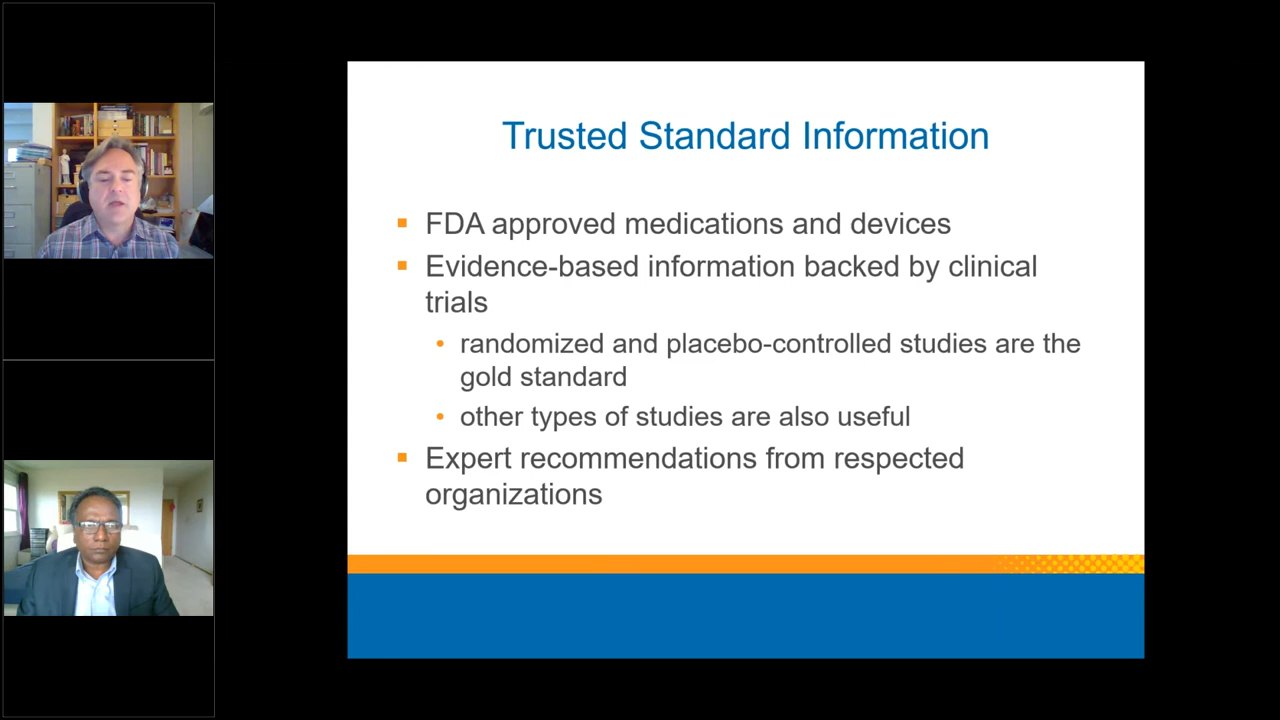 Trusted Standard Information
FDA approved medications and devices
Evidence-based information backed by clinical
trials
randomized and placebo-controlled studies are the
gold standard
other types of studies are also useful
Expert recommendations from respected
organizations